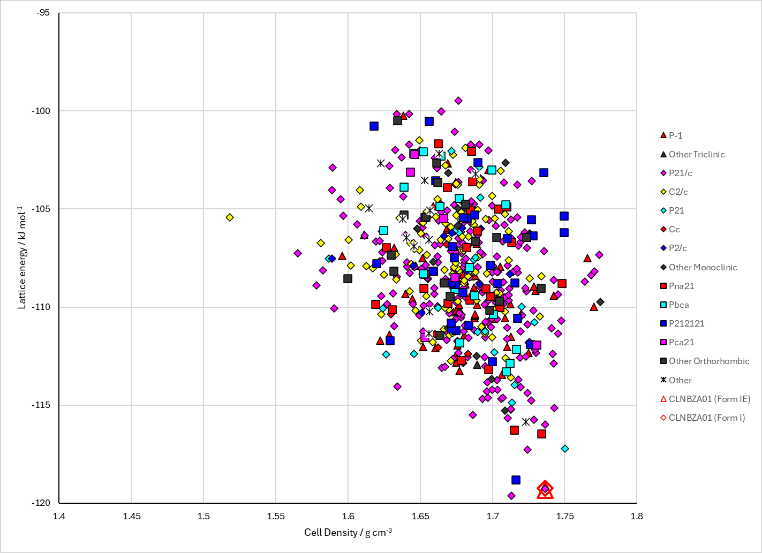 -95
-100
-105
-110
-115
-120
Lattice energy / kJ mol⁻¹
1.4 1.45 1.5 1.55 1.6 1.65 1.7 1.75 1.8
Cell Density / g cm⁻³
P-1
Other Triclinic
P21/c
C2/c
P21
Cc
P2/c
Other Monoclinic
Pna21
Pbca
P212121
Pca21
Other Orthorhombic
Other
CLNBZA01 (Form IE)
CLNBZA01 (Form I)